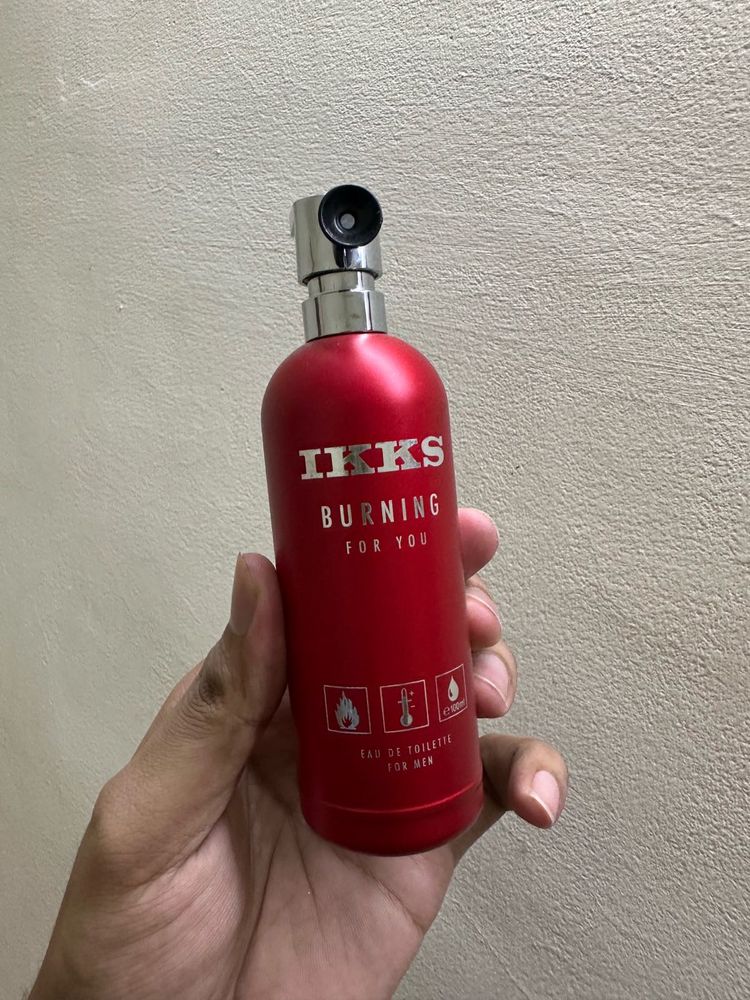 IKKS
BURNING
FOR YOU
℮100ml
EAU DE TOILETTE
FOR MEN